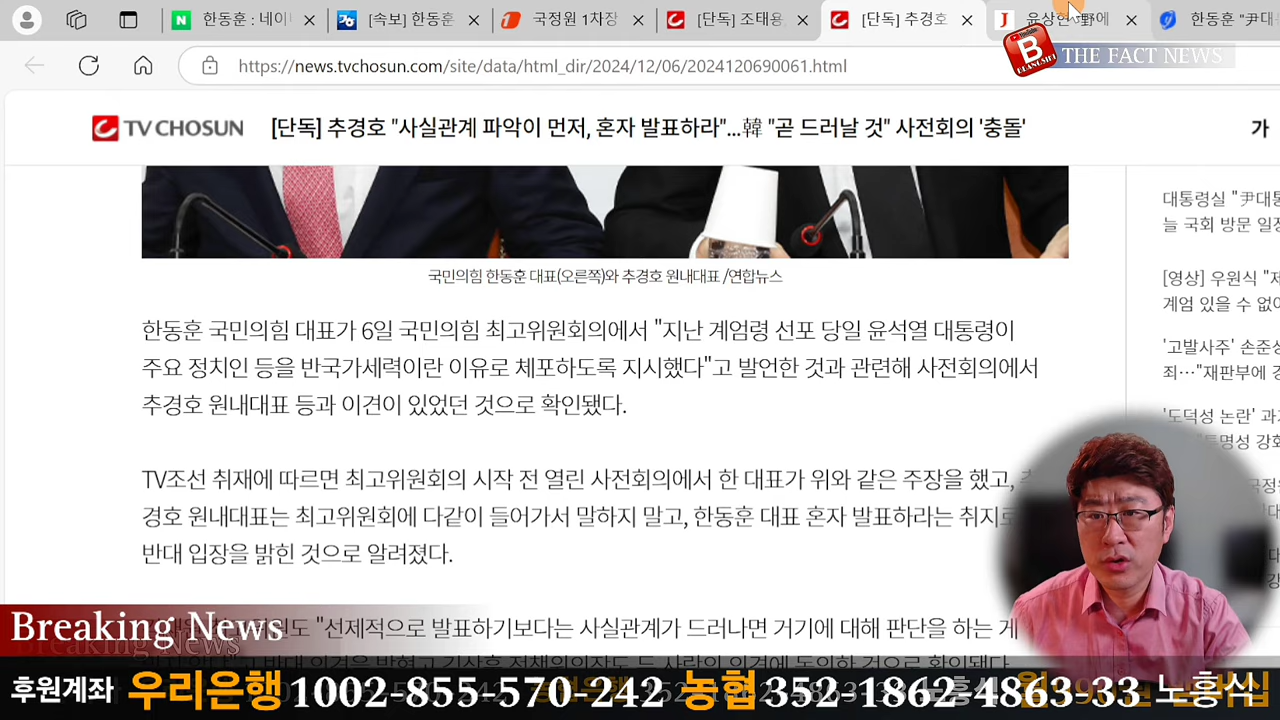 한동훈 : 네이
[속보] 한동훈
국정원 1차장
[단독] 조태용
[단독] 추경호
윤상현 "野에
한동훈 "尹대
https://news.chosun.com/site/data/html_dir/2024/12/06/2024120690061.html
THE FACT NEWS
TV CHOSUN
[단독] 추경호 "사실관계 파악이 먼저, 혼자 발표하라"…韓 "곧 드러날 것" 사전회의 '충돌'
가
국민의힘 한동훈 대표(오른쪽)와 추경호 원내대표 /연합뉴스
한동훈 국민의힘 대표가 6일 국민의힘 최고위원회의에서 "지난 계엄령 선포 당일 윤석열 대통령이
주요 정치인 등을 반국가세력이란 이유로 체포하도록 지시했다"고 발언한 것과 관련해 사전회의에서
추경호 원내대표 등과 이견이 있었던 것으로 확인됐다.
TV조선 취재에 따르면 최고위원회의 시작 전 열린 사전회의에서 한 대표가 위와 같은 주장을 했고, 추
경호 원내대표는 최고위원회에 다같이 들어가서 말하지 말고, 한동훈 대표 혼자 발표하라는 취지로
반대 입장을 밝힌 것으로 알려졌다.
"선제적으로 발표하기보다는 사실관계가 드러나면 거기에 대해 판단을 하는 게
대통령실 "尹대통
늘 국회 방문 일정
[영상] 우원식 "제
계엄 있을 수 없어
'고발사주' 손준성
죄…"재판부에 경
'도덕성 논란' 과
Breaking News
후원계좌 우리은행 1002-855-570-242 농협 352-1862-4863-33 노흥식